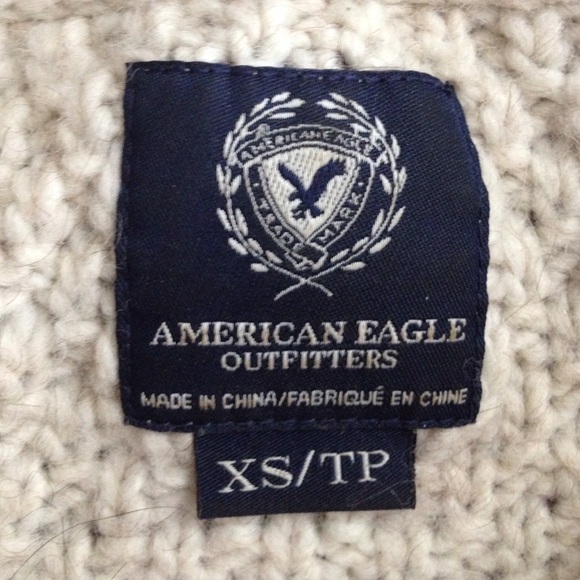 AMERICAN EAGLE
TRADE MARK
AMERICAN EAGLE
OUTFITTERS
MADE IN CHINA/FABRIQUÉ EN CHINE
XS/TP